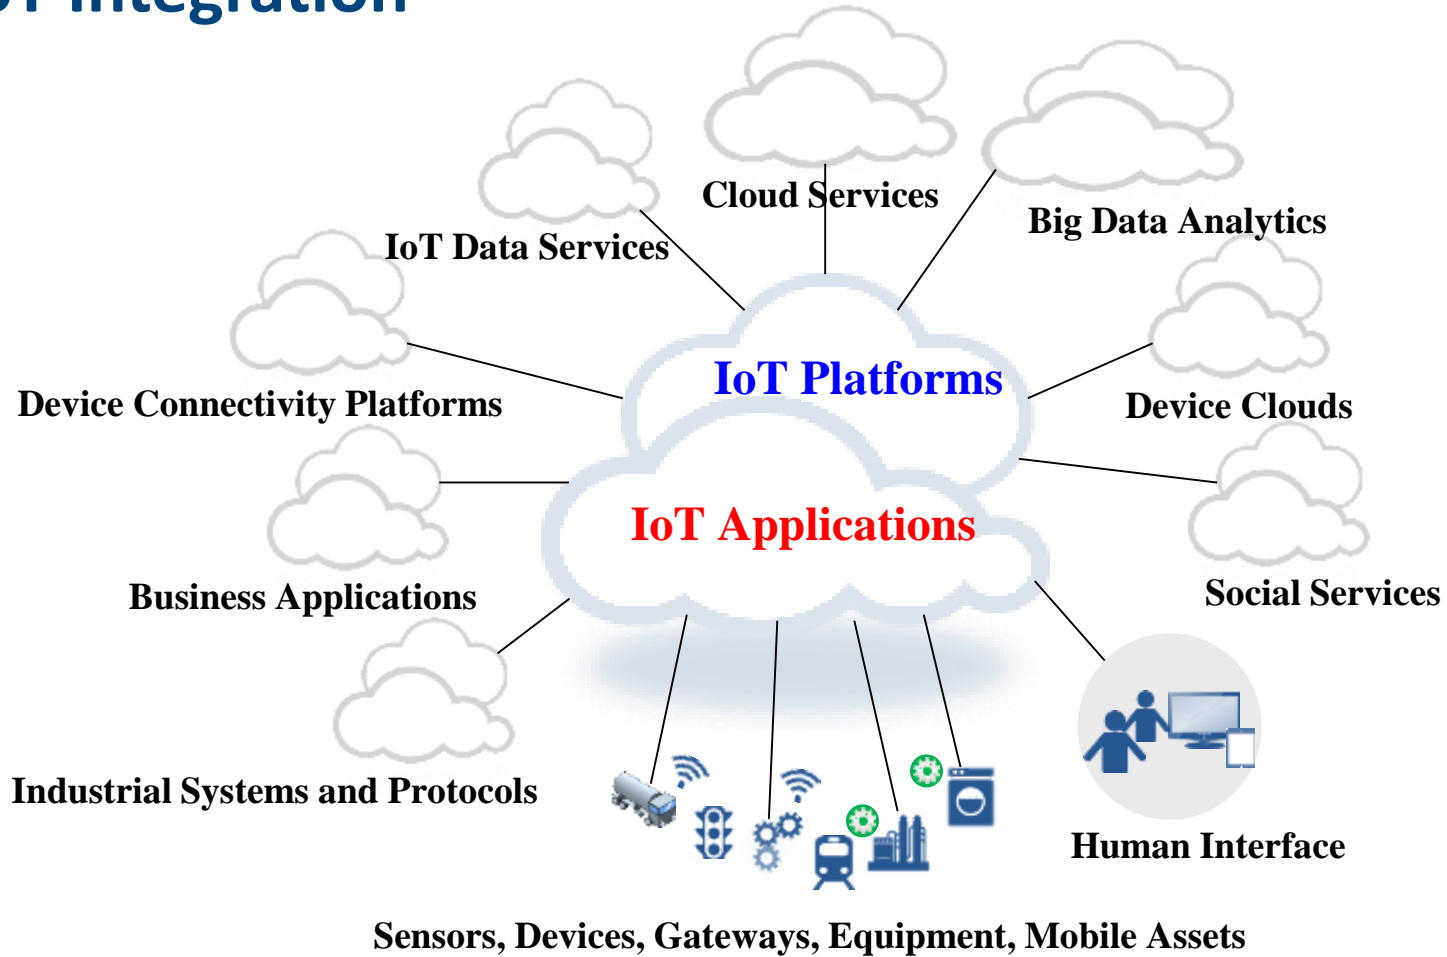 Integration
Cloud Services
Big Data Analytics
IoT Data Services
IoT Platforms
Device Connectivity Platforms
Device Clouds
IoT Applications
Business Applications
Social Services
Industrial Systems and Protocols
Human Interface
Sensors, Devices, Gateways, Equipment, Mobile Assets